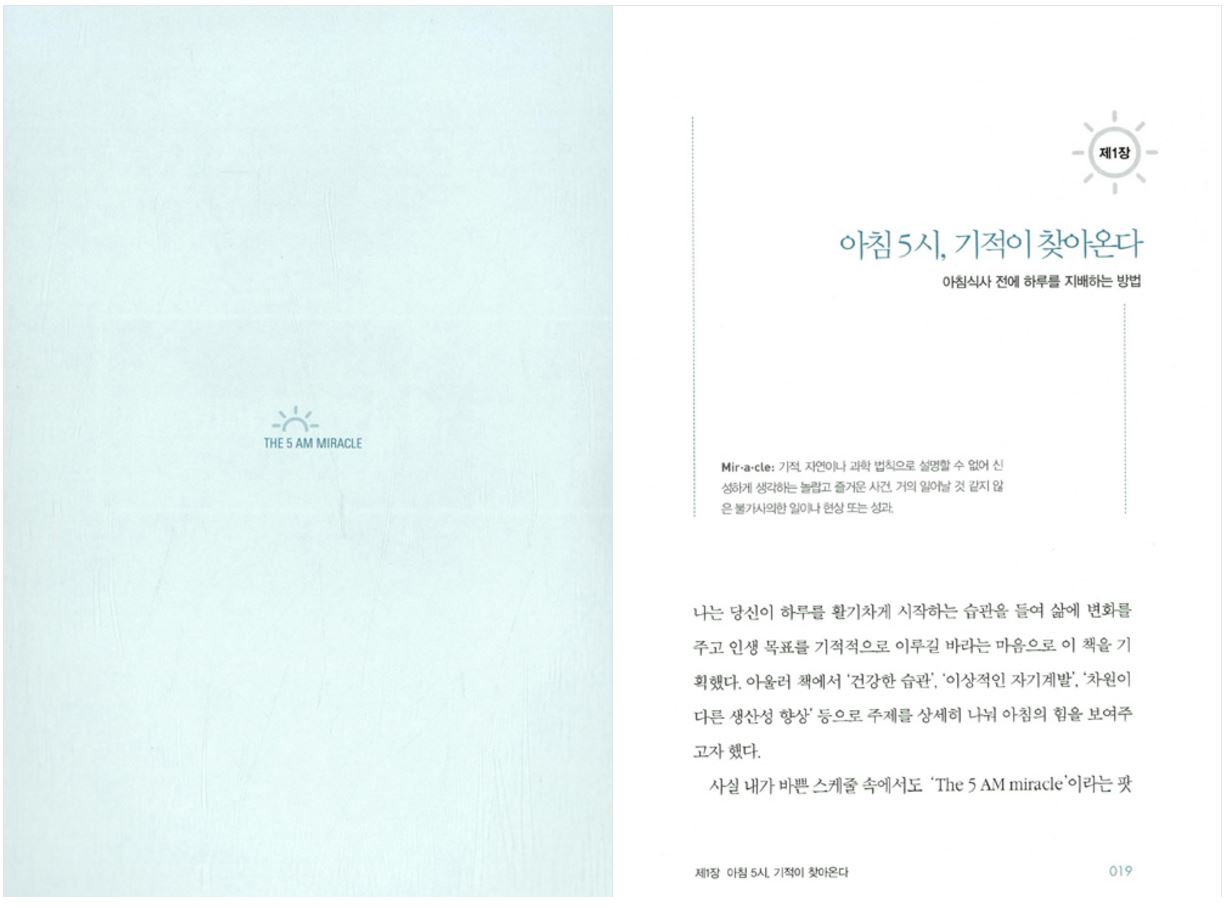 THE 5 AM MIRACLE
제1장
아침 5시, 기적이 찾아온다
아침식사 전에 하루를 지배하는 방법
Mir·a·cle: 기적. 자연이나 과학 법칙으로 설명할 수 없어 신
성하게 생각하는 놀랍고 즐거운 사건. 거의 일어날 것 같지 않
은 불가사의한 일이나 현상 또는 성과.
나는 당신이 하루를 활기차게 시작하는 습관을 들여 삶에 변화를
주고 인생 목표를 기적적으로 이루길 바라는 마음으로 이 책을 기
획했다. 아울러 책에서 ‘건강한 습관’, ‘이상적인 자기계발’, ‘차원이
다른 생산성 향상’ 등으로 주제를 상세히 나눠 아침의 힘을 보여주
고자 했다.
사실 내가 바쁜 스케줄 속에서도 ‘The 5 AM miracle’이라는 팟
제1장 아침 5시, 기적이 찾아온다
019